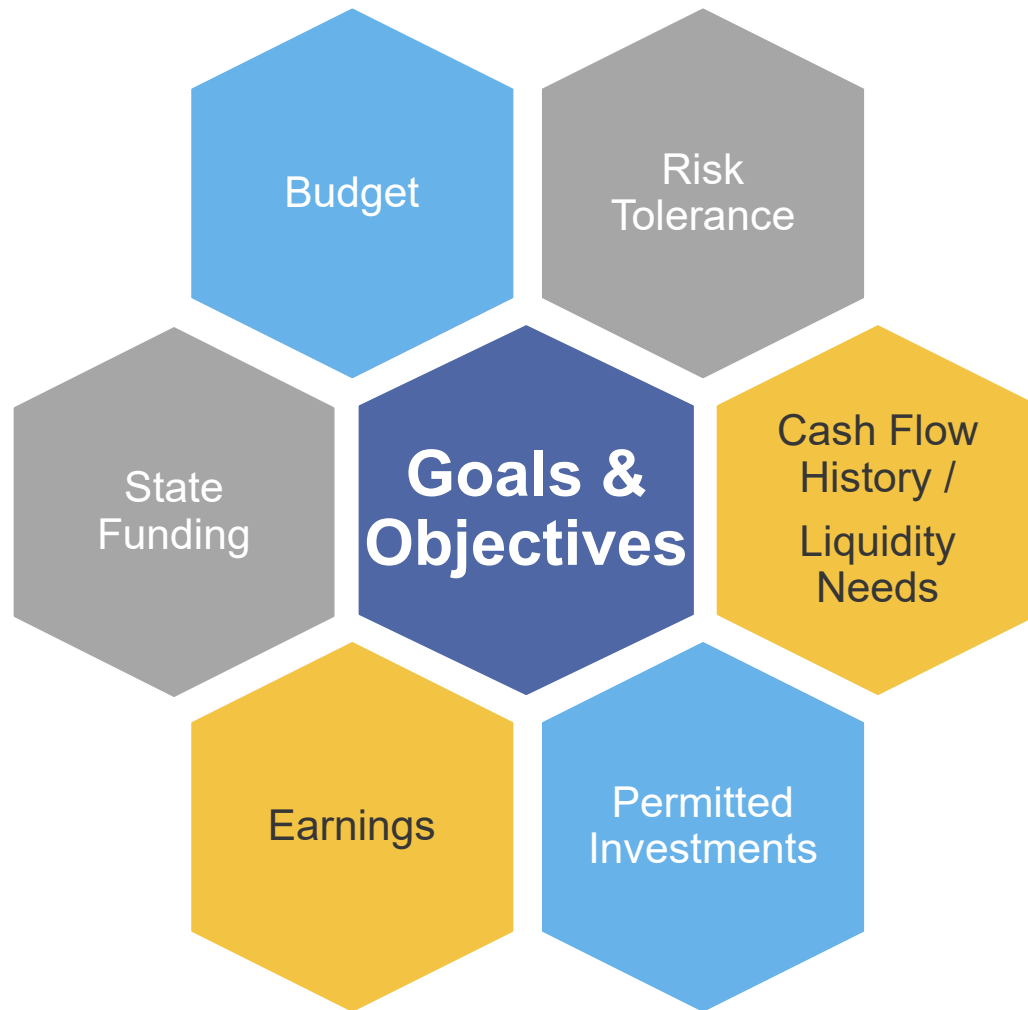 Budget
Risk
Tolerance
State
Funding
Goals &
Objectives
Cash Flow
History /
Liquidity
Needs
Earnings
Permitted
Investments